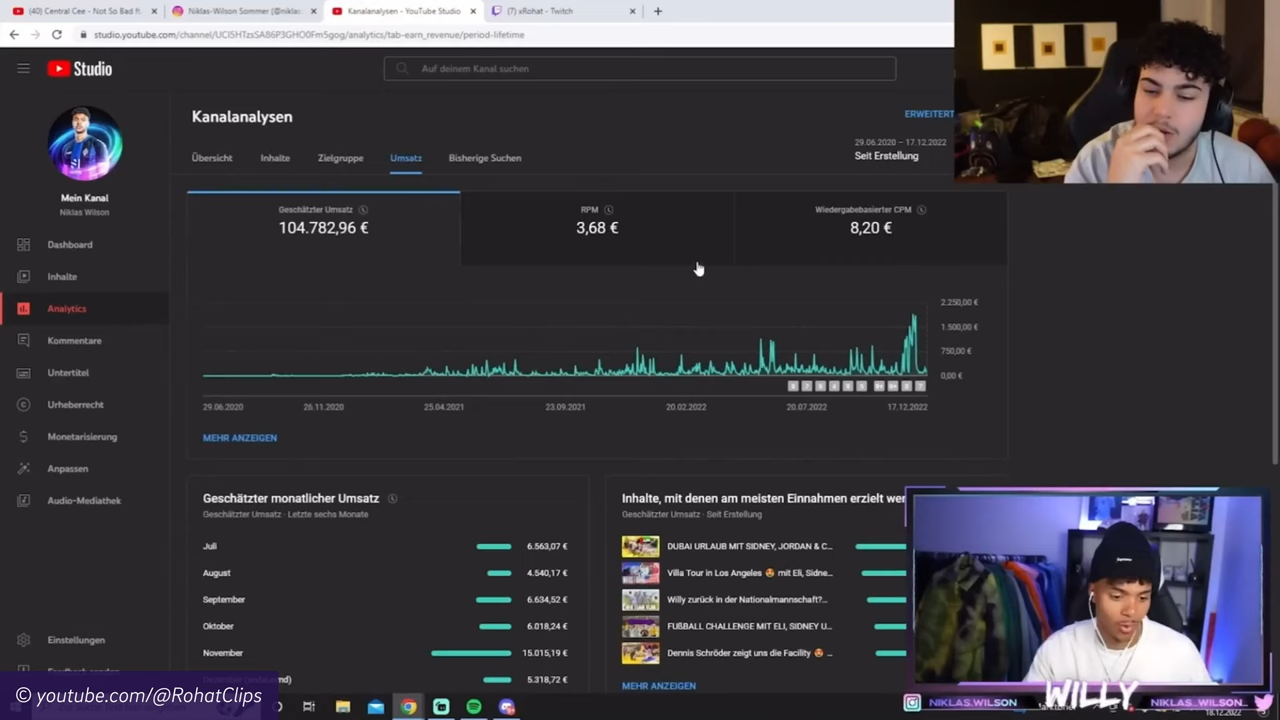 (40) Central Cee - Not So Bad ft.
Niklas-Wilson Sommer (@niklas
Kanalanalysen - YouTube Studio
(7) xRohat - Twitch
studio.youtube.com/channel/UCI5HTzsSA86P3GHO0Fm5gog/analytics/tab-earn_revenue/period-lifetime
Studio
Auf deinem Kanal suchen
Mein Kanal
Niklas Wilson
Dashboard
Inhalte
Analytics
Kommentare
Untertitel
Urheberrecht
Monetarisierung
Anpassen
Audio-Mediathek
Einstellungen
Kanalanalysen
ERWEITERT
Übersicht
Inhalte
Zielgruppe
Umsatz
Bisherige Suchen
29.06.2020 – 17.12.2022
Seit Erstellung
Geschätzter Umsatz
104.782,96 €
RPM
3,68 €
Wiedergabebasierter CPM
8,20 €
2.250,00 €
1.500,00 €
750,00 €
0,00 €
29.06.2020
26.11.2020
25.04.2021
23.09.2021
20.02.2022
20.07.2022
17.12.2022
MEHR ANZEIGEN
Geschätzter monatlicher Umsatz
Geschätzter Umsatz · Letzte sechs Monate
Juli 6.563,07 €
August 4.540,17 €
September 6.634,52 €
Oktober 6.018,24 €
November 15.015,19 €
Dezember 5.318,72 €
Inhalte, mit denen am meisten Einnahmen erzielt wer
Geschätzter Umsatz · Seit Erstellung
DUBAI URLAUB MIT SIDNEY, JORDAN & C...
Villa Tour in Los Angeles 😍 mit Eli, Sidne...
Willy zurück in der Nationalmannschaft?...
FUßBALL CHALLENGE MIT ELI, SIDNEY U...
Dennis Schröder zeigt uns die Facility 😍 ...
MEHR ANZEIGEN
© youtube.com/@RohatClips
NIKLAS.WILSON
WILLY
NIKLAS_WILSON_
18.12.2022